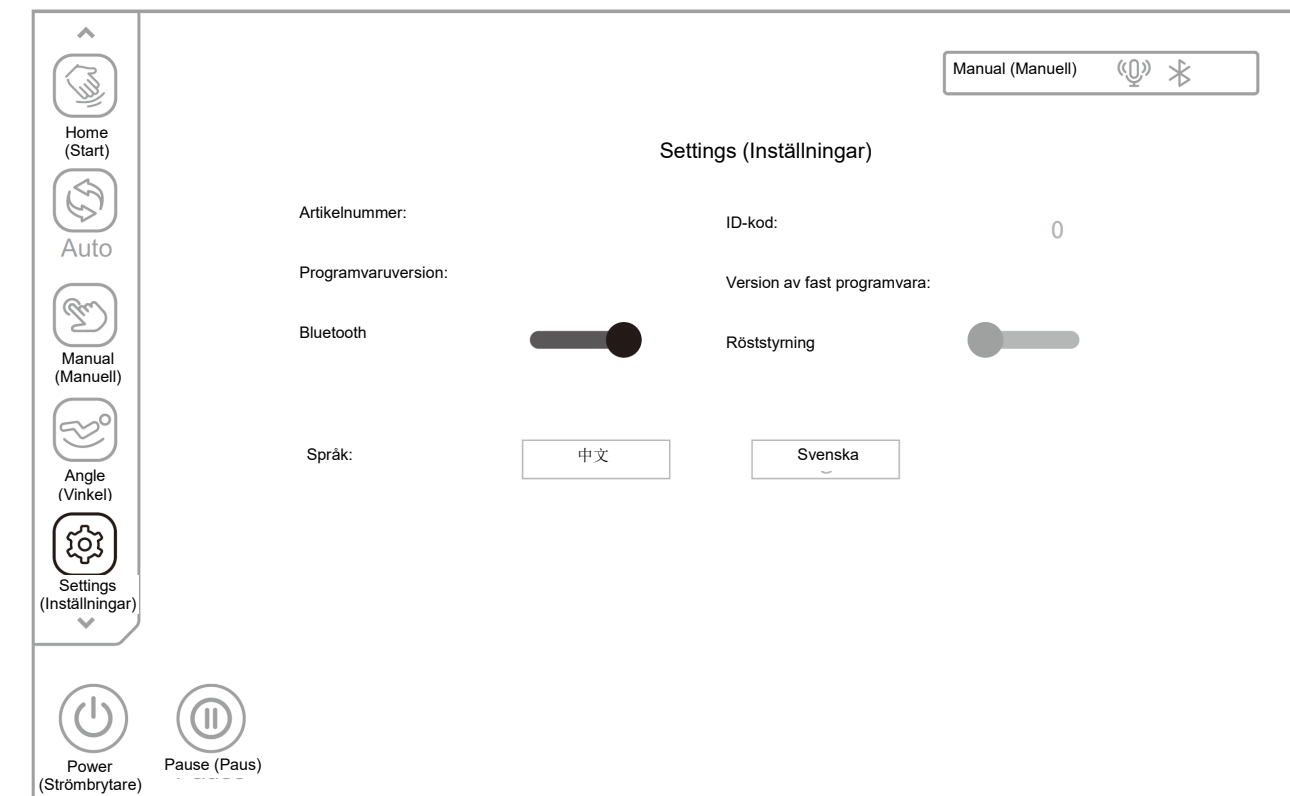 Manual (Manuell)
Home
(Start)
Settings (Inställningar)
Artikelnummer:
ID-kod:
0
Auto
Programvaruversion:
Version av fast programvara:
Bluetooth
Röststyrning
Manual
(Manuell)
Språk:
中文
Svenska
Angle
(Vinkel)
Settings
(Inställningar)
Power
(Strömbrytare)
Pause (Paus)